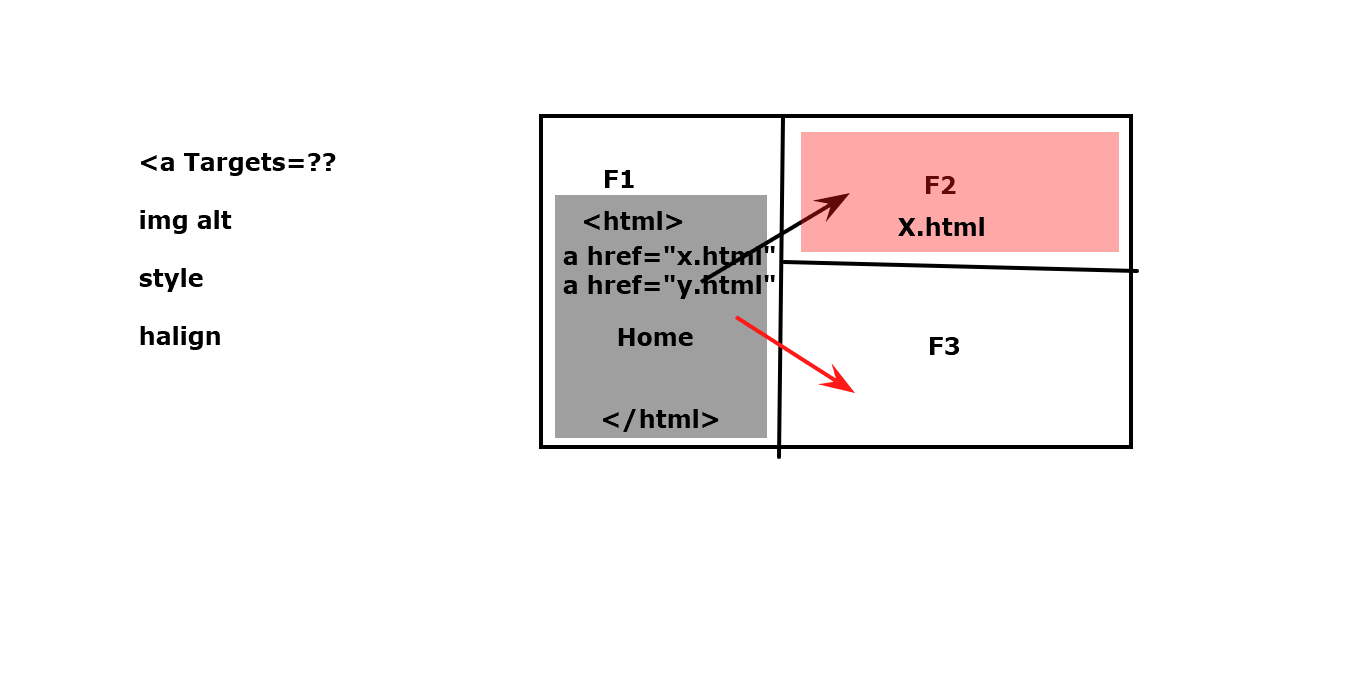 <a Targets=??
img alt
style
halign
F1
<html>
a href="x.html"
a href="y.html"
Home
</html>
F2
X.html
F3